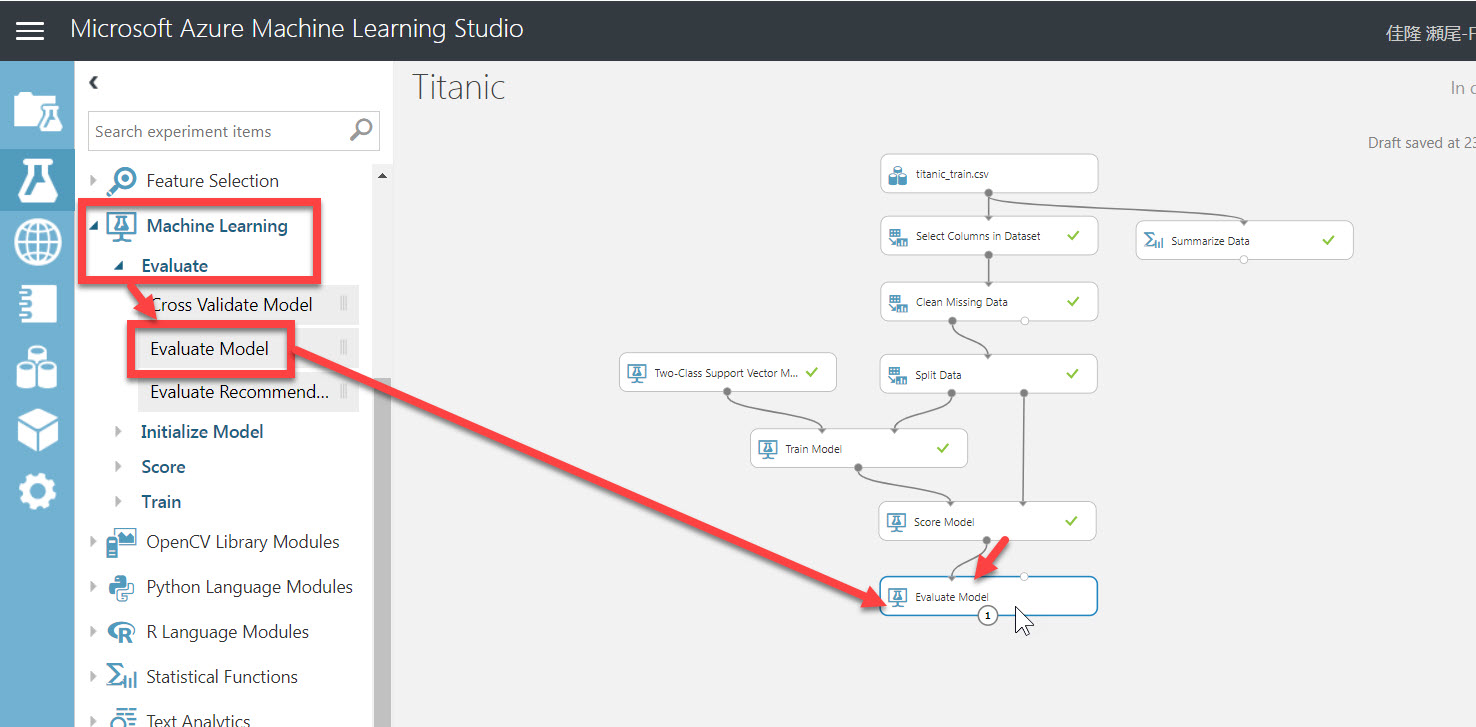 Microsoft Azure Machine Learning Studio
佳隆 瀬尾-F
Titanic
In c
Draft saved at 23
Search experiment items
Feature Selection
Machine Learning
Evaluate
Cross Validate Model
Evaluate Model
Evaluate Recommend...
Initialize Model
Score
Train
OpenCV Library Modules
Python Language Modules
R Language Modules
Statistical Functions
Text Analytics
titanic_train.csv
Select Columns in Dataset
Summarize Data
Clean Missing Data
Two-Class Support Vector M...
Split Data
Train Model
Score Model
Evaluate Model
1